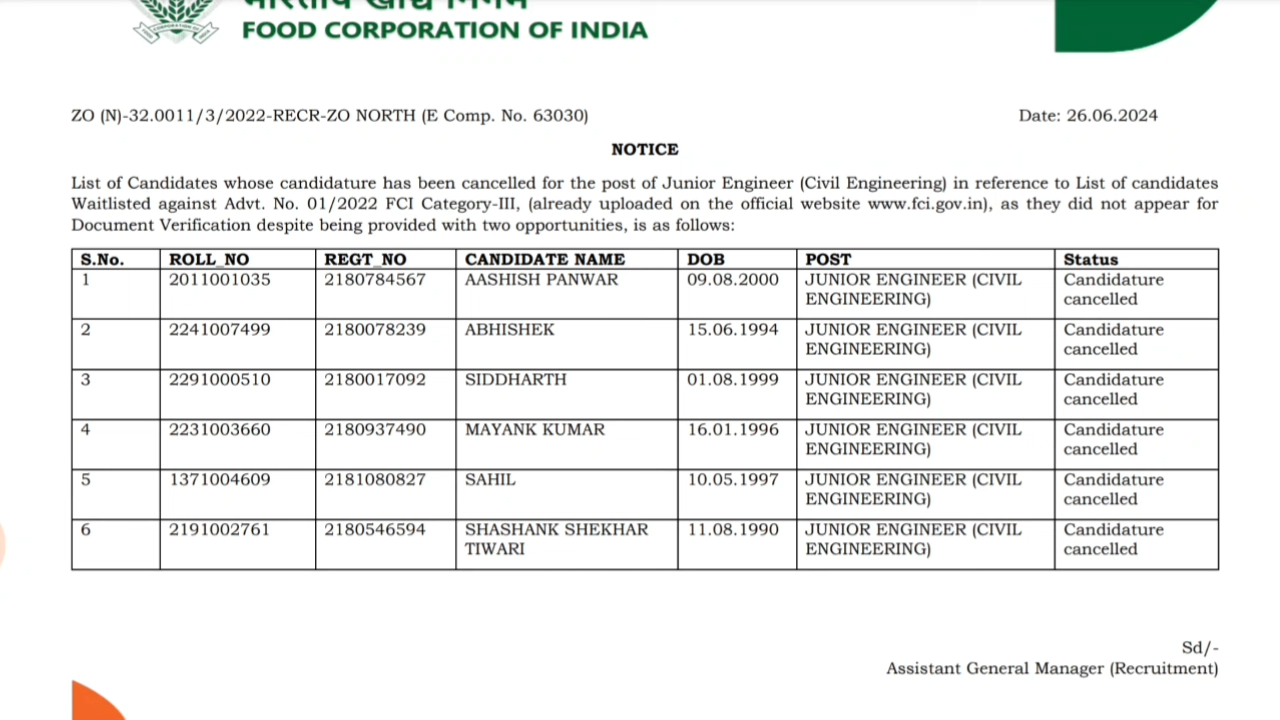 FOOD CORPORATION OF INDIA
ZO (N)-32.0011/3/2022-RECR-ZO NORTH (E Comp. No. 63030) Date: 26.06.2024
NOTICE
List of Candidates whose candidature has been cancelled for the post of Junior Engineer (Civil Engineering) in reference to List of candidates
Waitlisted against Advt. No. 01/2022 FCI Category-III, (already uploaded on the official website www.fci.gov.in), as they did not appear for
Document Verification despite being provided with two opportunities, is as follows:
S.No. ROLL_NO REGT_NO CANDIDATE NAME DOB POST Status
1 2011001035 2180784567 AASHISH PANWAR 09.08.2000 JUNIOR ENGINEER (CIVIL Candidature
ENGINEERING) cancelled
2 2241007499 2180078239 ABHISHEK 15.06.1994 JUNIOR ENGINEER (CIVIL Candidature
ENGINEERING) cancelled
3 2291000510 2180017092 SIDDHARTH 01.08.1999 JUNIOR ENGINEER (CIVIL Candidature
ENGINEERING) cancelled
4 2231003660 2180937490 MAYANK KUMAR 16.01.1996 JUNIOR ENGINEER (CIVIL Candidature
ENGINEERING) cancelled
5 1371004609 2181080827 SAHIL 10.05.1997 JUNIOR ENGINEER (CIVIL Candidature
ENGINEERING) cancelled
6 2191002761 2180546594 SHASHANK SHEKHAR 11.08.1990 JUNIOR ENGINEER (CIVIL Candidature
TIWARI ENGINEERING) cancelled
Sd/-
Assistant General Manager (Recruitment)